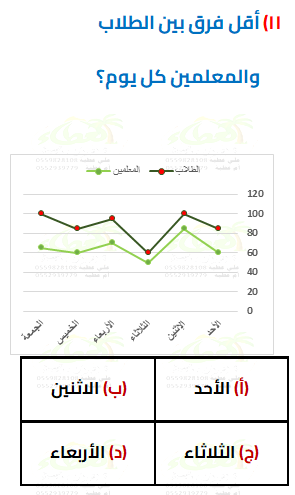 ١١) أقل فرق بين الطلاب
والمعلمين كل يوم؟
الطلاب المعلمين
120
100
80
60
40
20
0
الأحد الإثنين الثلاثاء الأربعاء الخميس الجمعة
(أ) الأحد (ب) الاثنين
(ج) الثلاثاء (د) الأربعاء